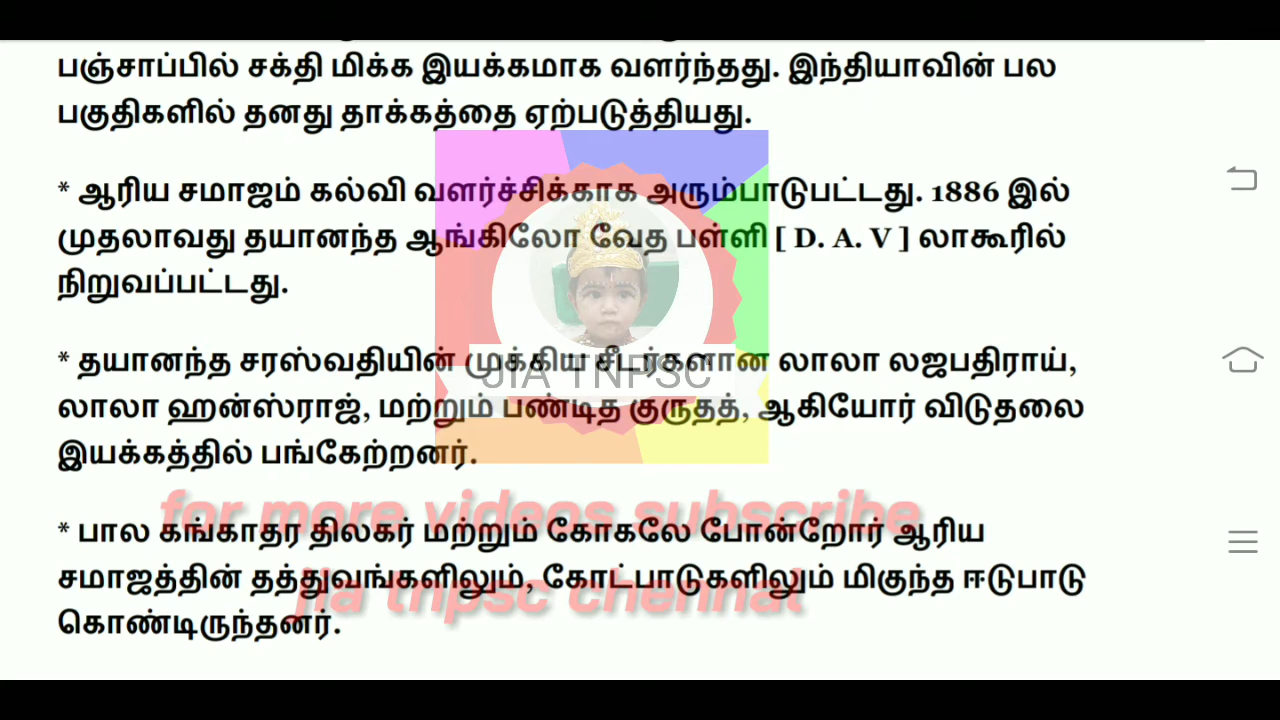 பஞ்சாப்பில் சக்தி மிக்க இயக்கமாக வளர்ந்தது. இந்தியாவின் பல
பகுதிகளில் தனது தாக்கத்தை ஏற்படுத்தியது.
* ஆரிய சமாஜம் கல்வி வளர்ச்சிக்காக அரும்பாடுபட்டது. 1886 இல்
முதலாவது தயானந்த ஆங்கிலோ வேத பள்ளி [ D. A. V ] லாகூரில்
நிறுவப்பட்டது.
* தயானந்த சரஸ்வதியின் முக்கிய சீடர்களான லாலா லஜபதிராய்,
லாலா ஹன்ஸ்ராஜ், மற்றும் பண்டித குருதத், ஆகியோர் விடுதலை
இயக்கத்தில் பங்கேற்றனர்.
JIA TNPSC
* பால கங்காதர திலகர் மற்றும் கோகலே போன்றோர் ஆரிய
சமாஜத்தின் தத்துவங்களிலும், கோட்பாடுகளிலும் மிகுந்த ஈடுபாடு
கொண்டிருந்தனர்.
for more videos subscribe
jia tnpsc chennal